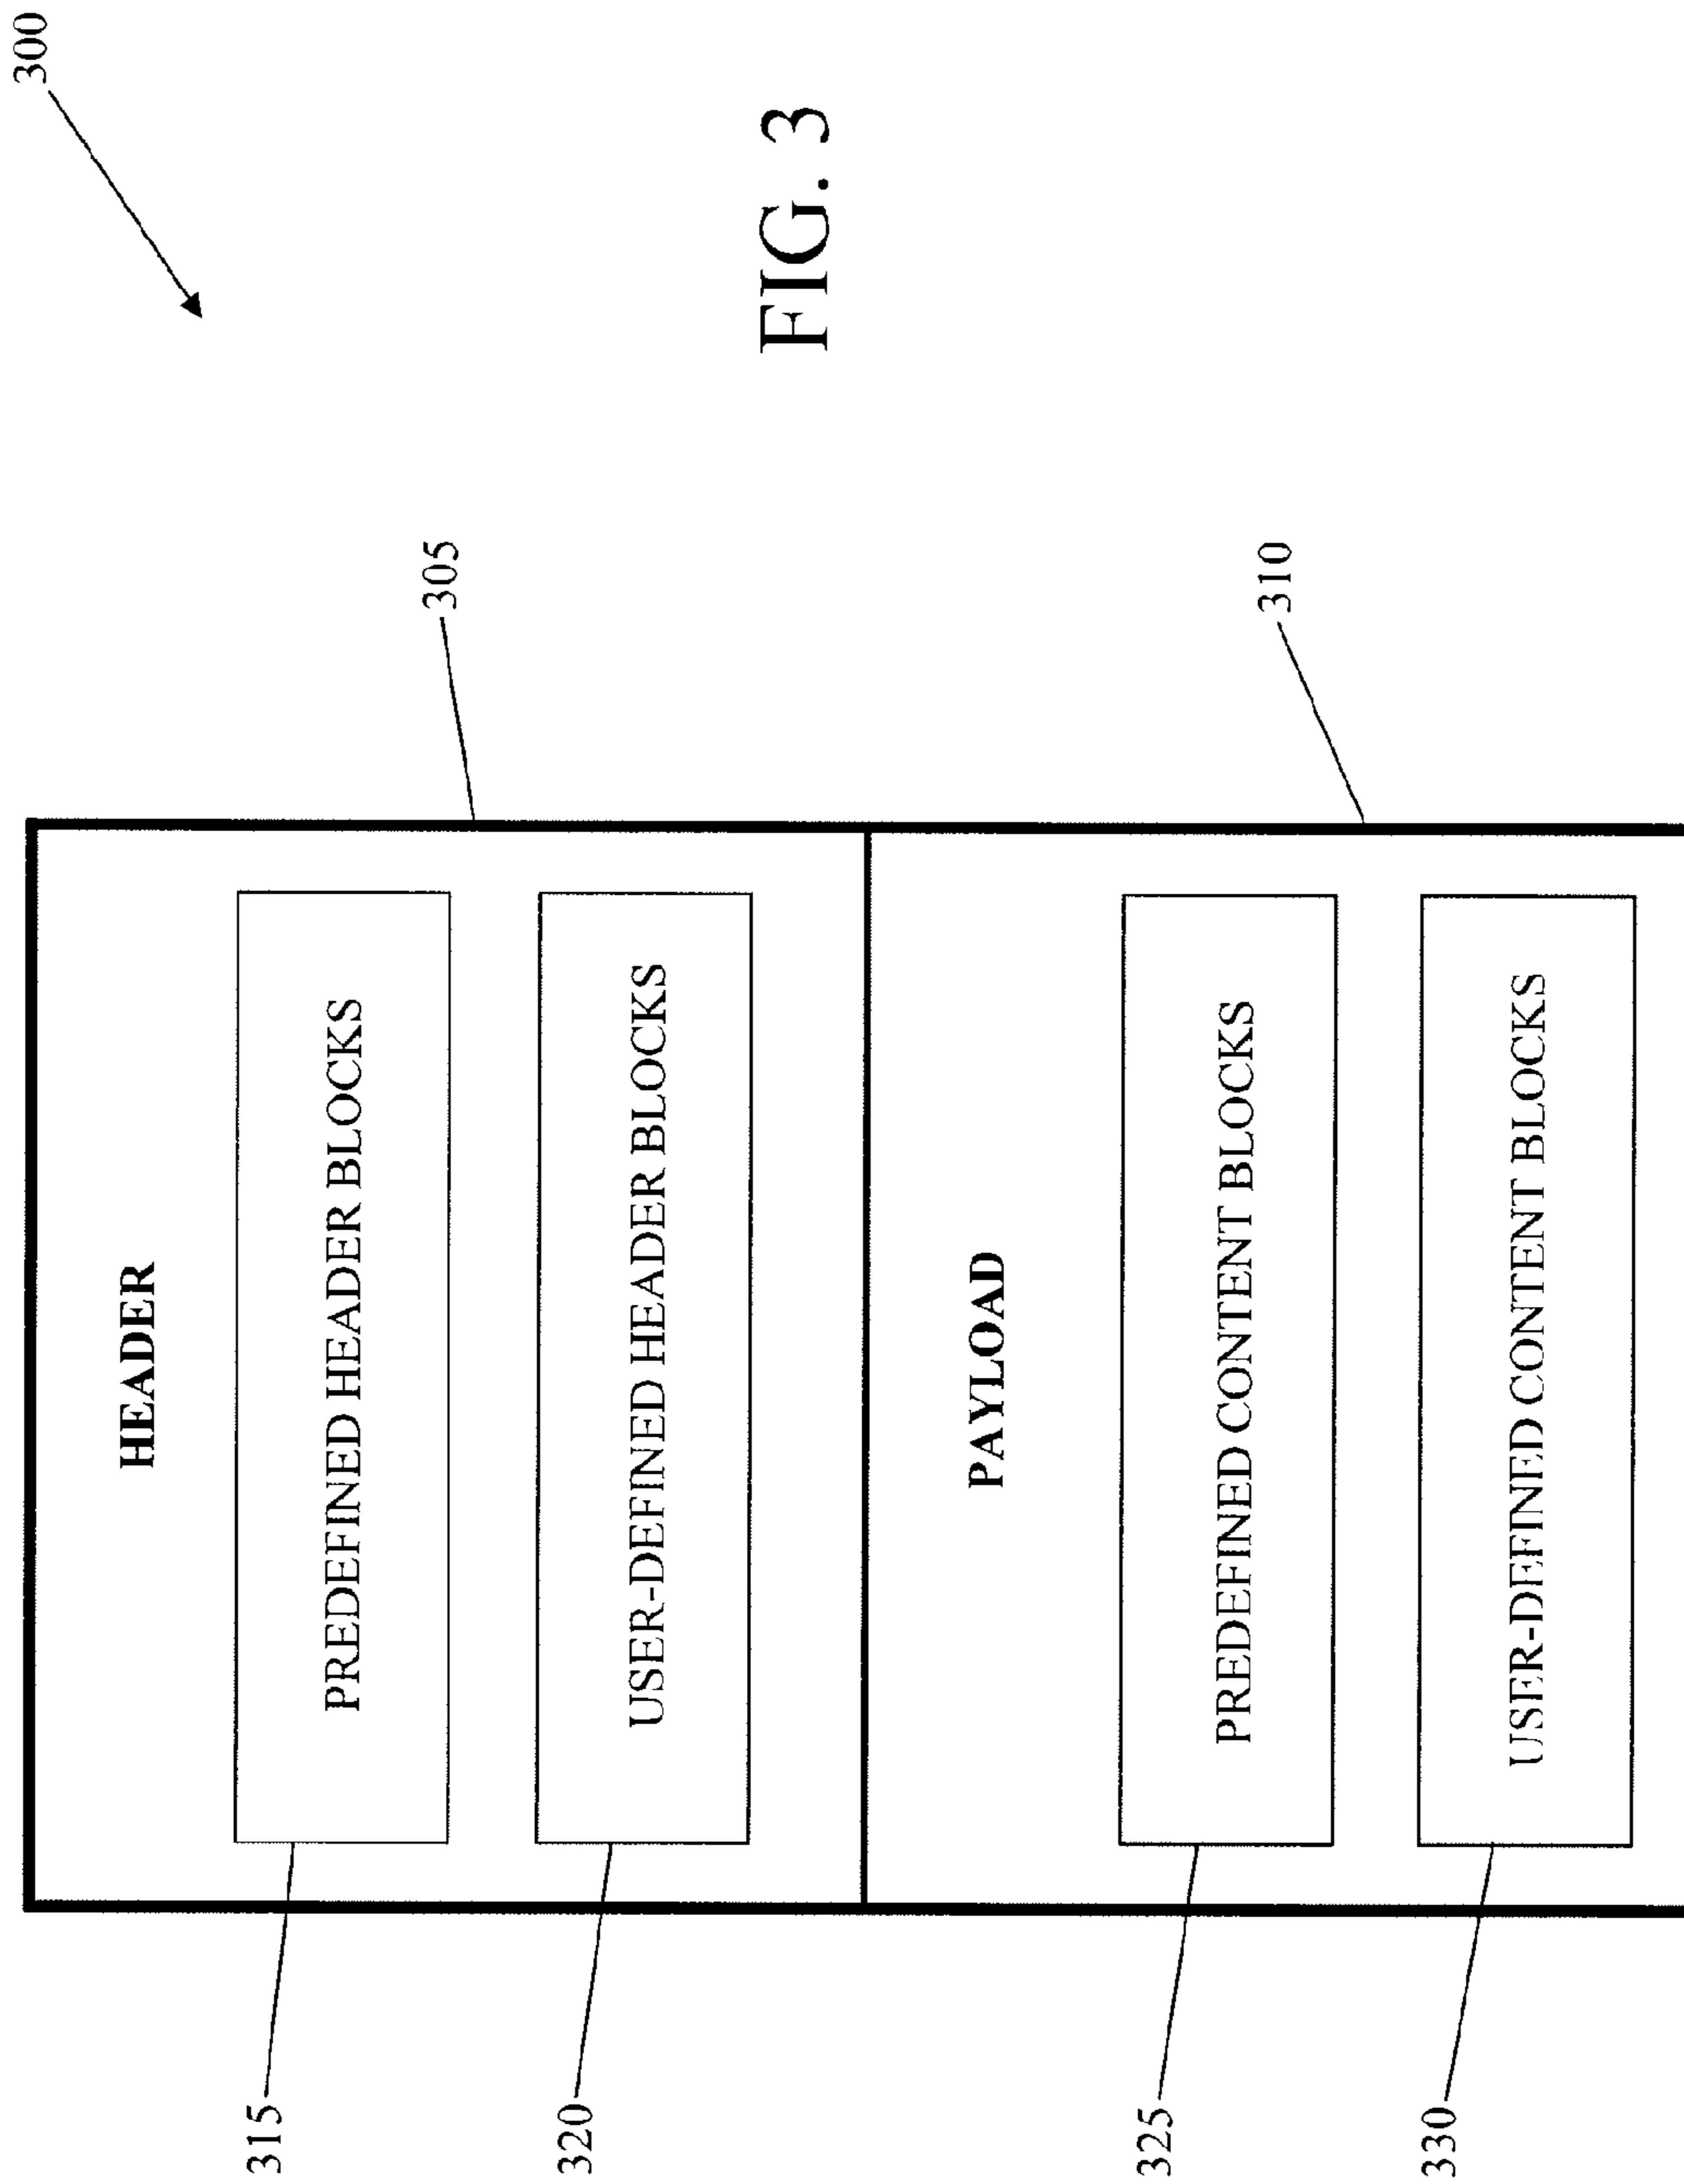 300
HEADER
305
315
PREDEFINED HEADER BLOCKS
320
USER-DEFINED HEADER BLOCKS
FIG. 3
PAYLOAD
310
325
PREDEFINED CONTENT BLOCKS
330
USER-DEFINED CONTENT BLOCKS